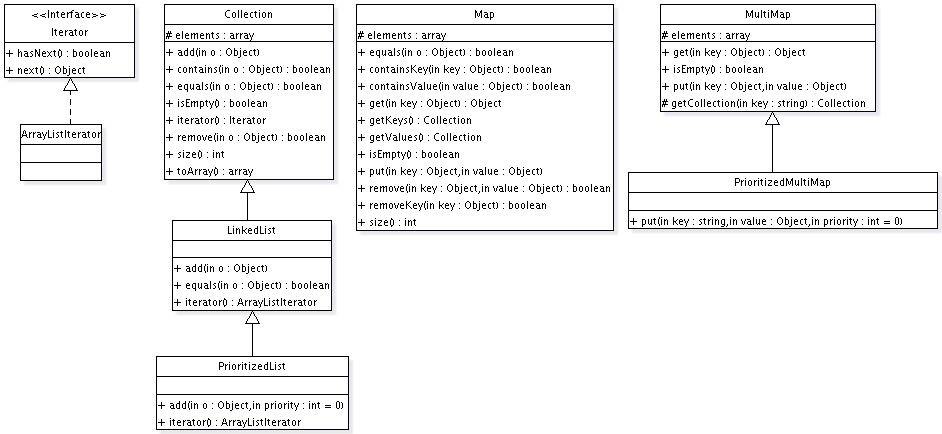 <<Interface>>
Iterator
+ hasNext() : boolean
+ next() : Object
ArrayListIterator
Collection
# elements : array
+ add(in o : Object)
+ contains(in o : Object) : boolean
+ equals(in o : Object) : boolean
+ isEmpty() : boolean
+ iterator() : Iterator
+ remove(in o : Object) : boolean
+ size() : int
+ toArray() : array
LinkedList
+ add(in o : Object)
+ equals(in o : Object) : boolean
+ iterator() : ArrayListIterator
PrioritizedList
+ add(in o : Object,in priority : int = 0)
+ iterator() : ArrayListIterator
Map
# elements : array
+ equals(in o : Object) : boolean
+ containsKey(in key : Object) : boolean
+ containsValue(in value : Object) : boolean
+ get(in key : Object) : Object
+ getKeys() : Collection
+ getValues() : Collection
+ isEmpty() : boolean
+ put(in key : Object,in value : Object)
+ remove(in key : Object,in value : Object) : boolean
+ removeKey(in key : Object) : boolean
+ size() : int
MultiMap
# elements : array
+ get(in key : Object) : Object
+ isEmpty() : boolean
+ put(in key : Object,in value : Object)
# getCollection(in key : string) : Collection
PrioritizedMultiMap
+ put(in key : string,in value : Object,in priority : int = 0)